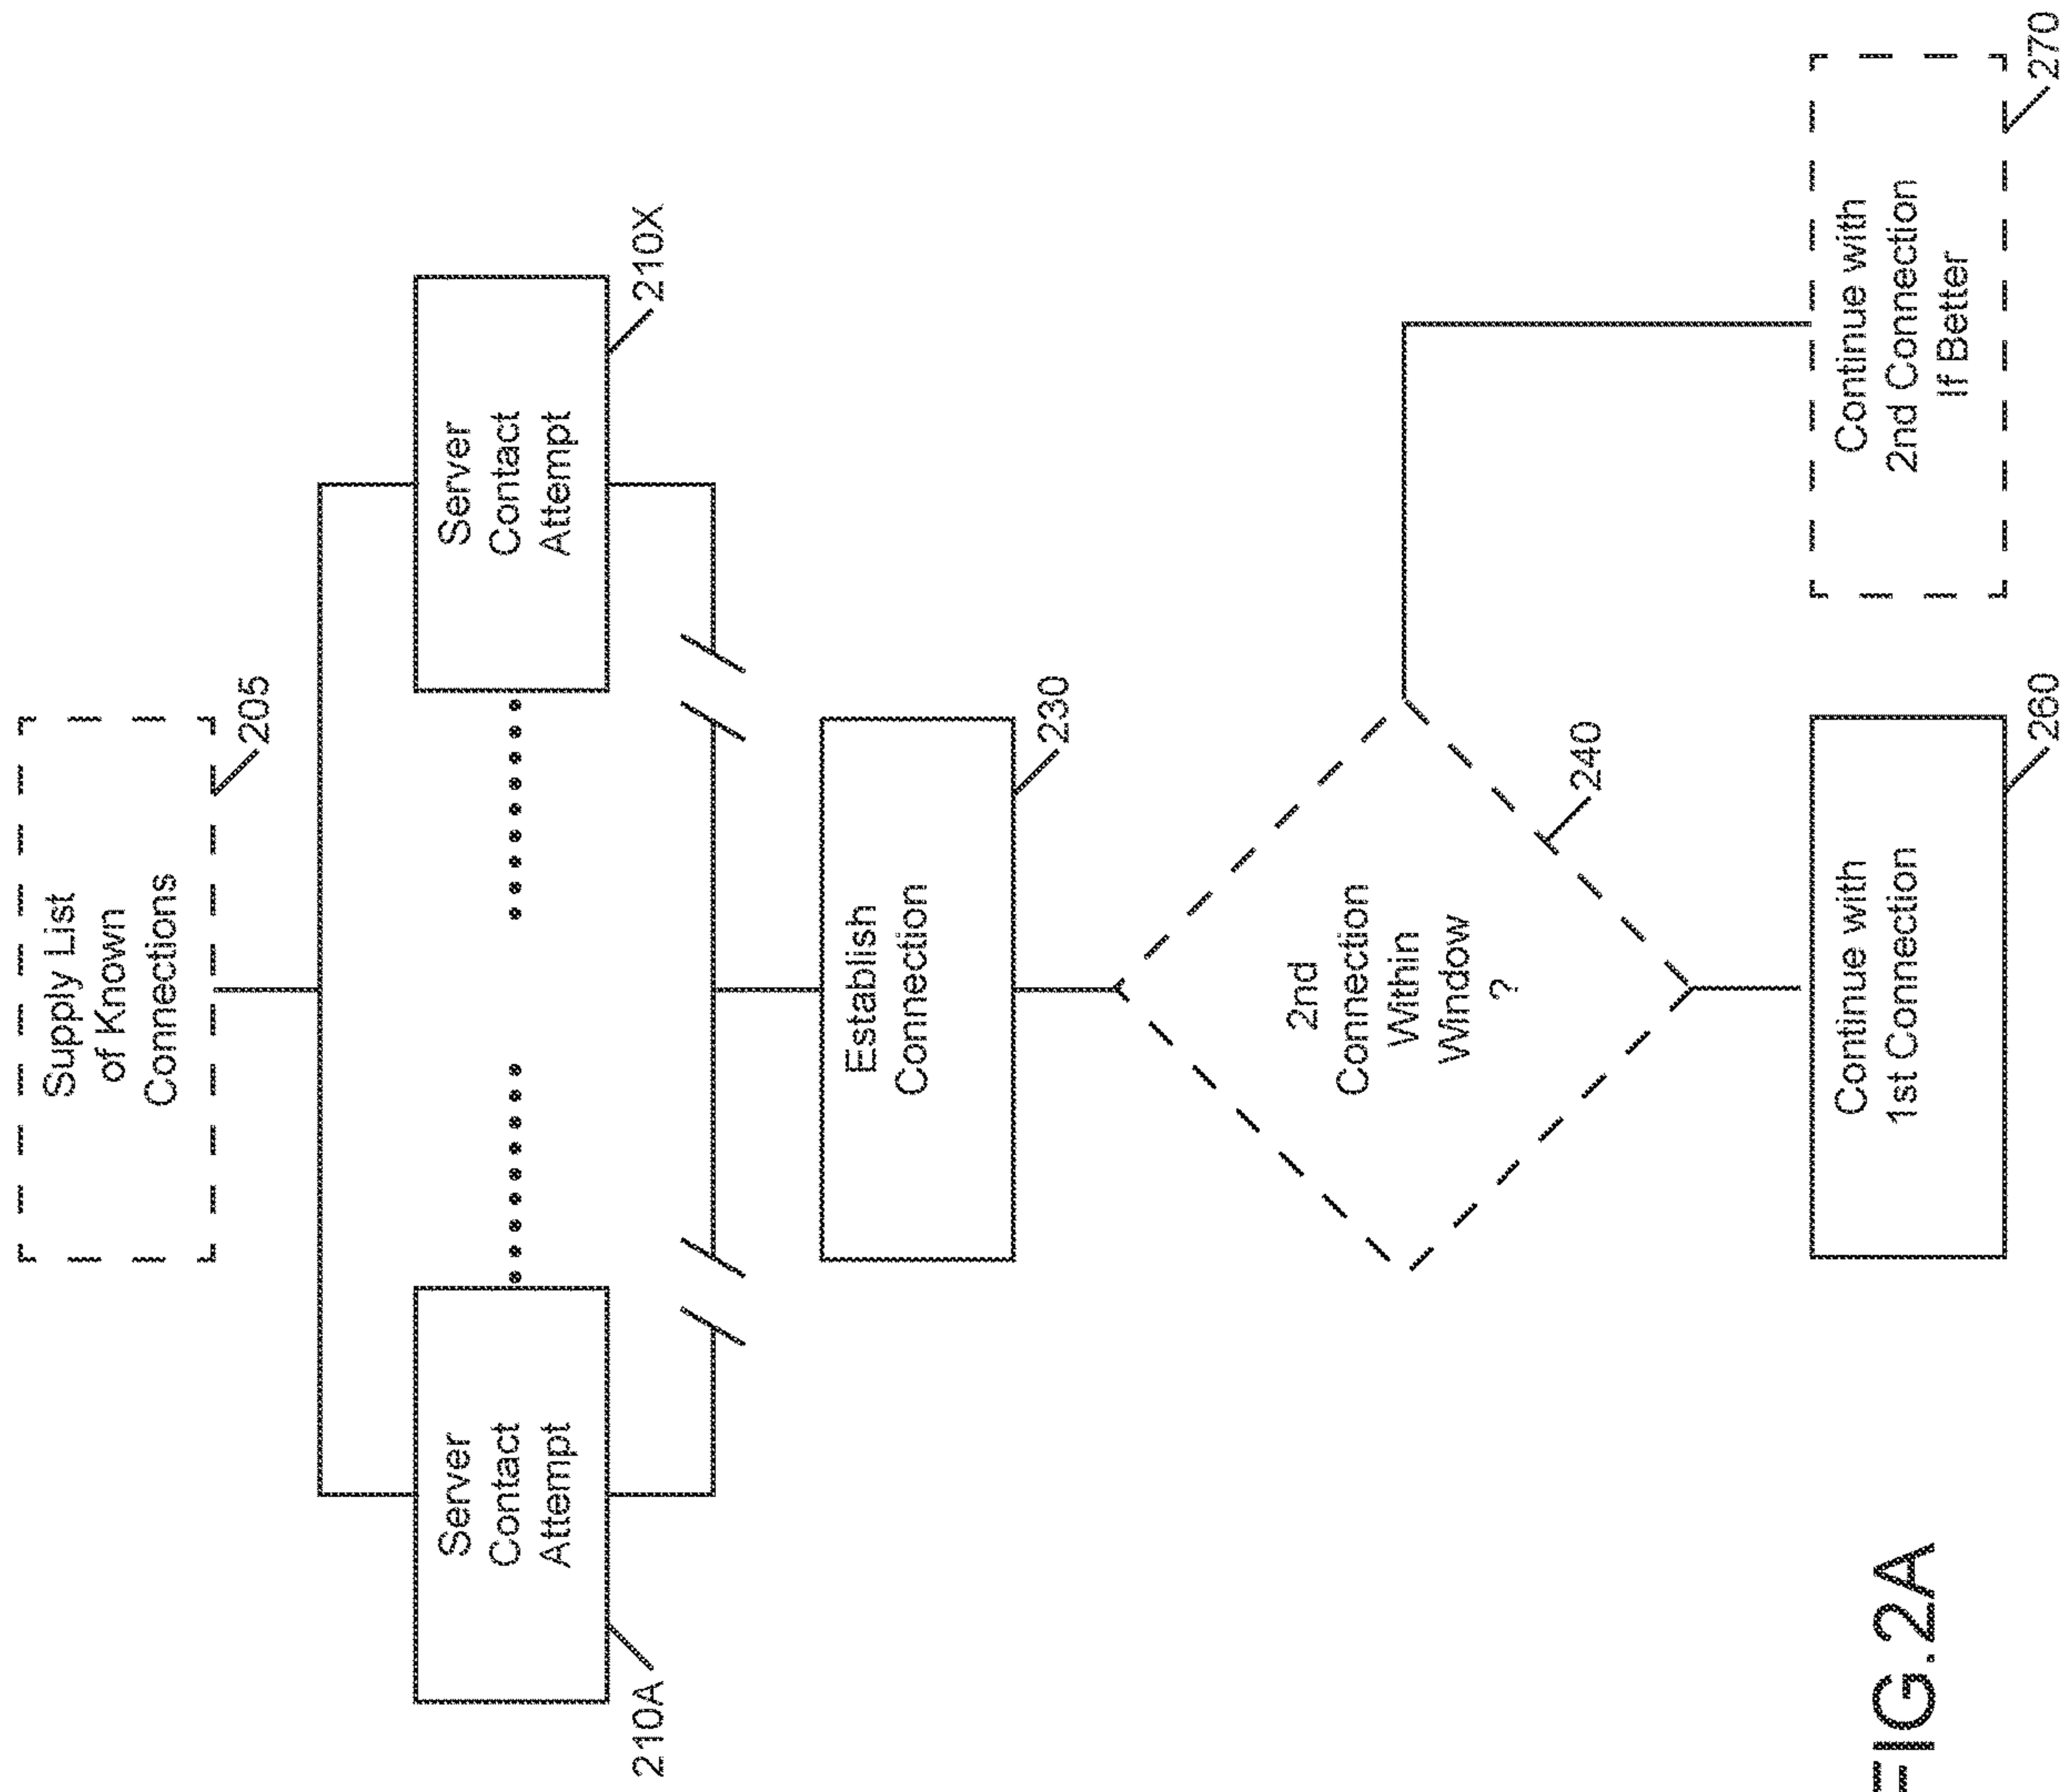 Supply List
of Known
Connections
205
Server
Contact
Attempt
210A
Server
Contact
Attempt
210X
Establish
Connection
230
2nd
Connection
Within
Window
?
240
Continue with
1st Connection
260
Continue with
2nd Connection
If Better
270
FIG.2A